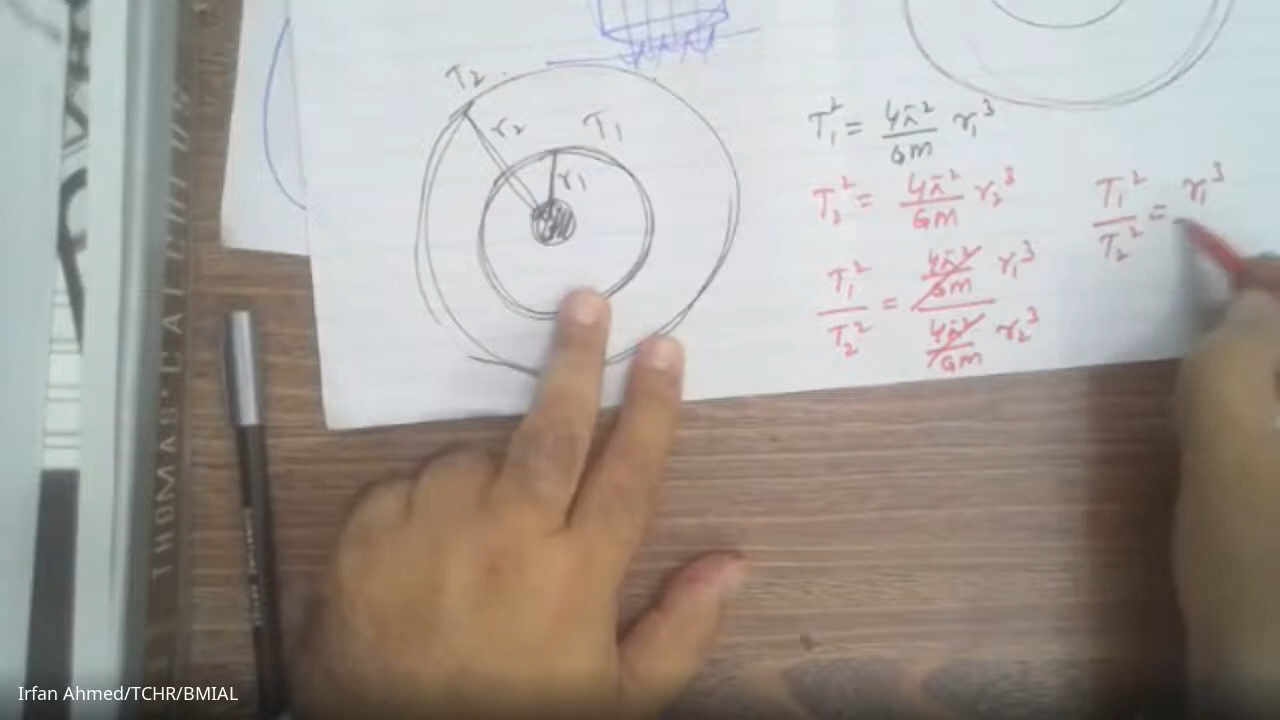 T₂
r₂
T₁
r₁
T₁² = 4π²/GM r₁³
T₂² = 4π²/GM r₂³
T₁²/T₂² = 4π²/GM r₁³ / 4π²/GM r₂³
T₁²/T₂² = r₁³
THOMAS CA
Irfan Ahmed/TCHR/BMIAL